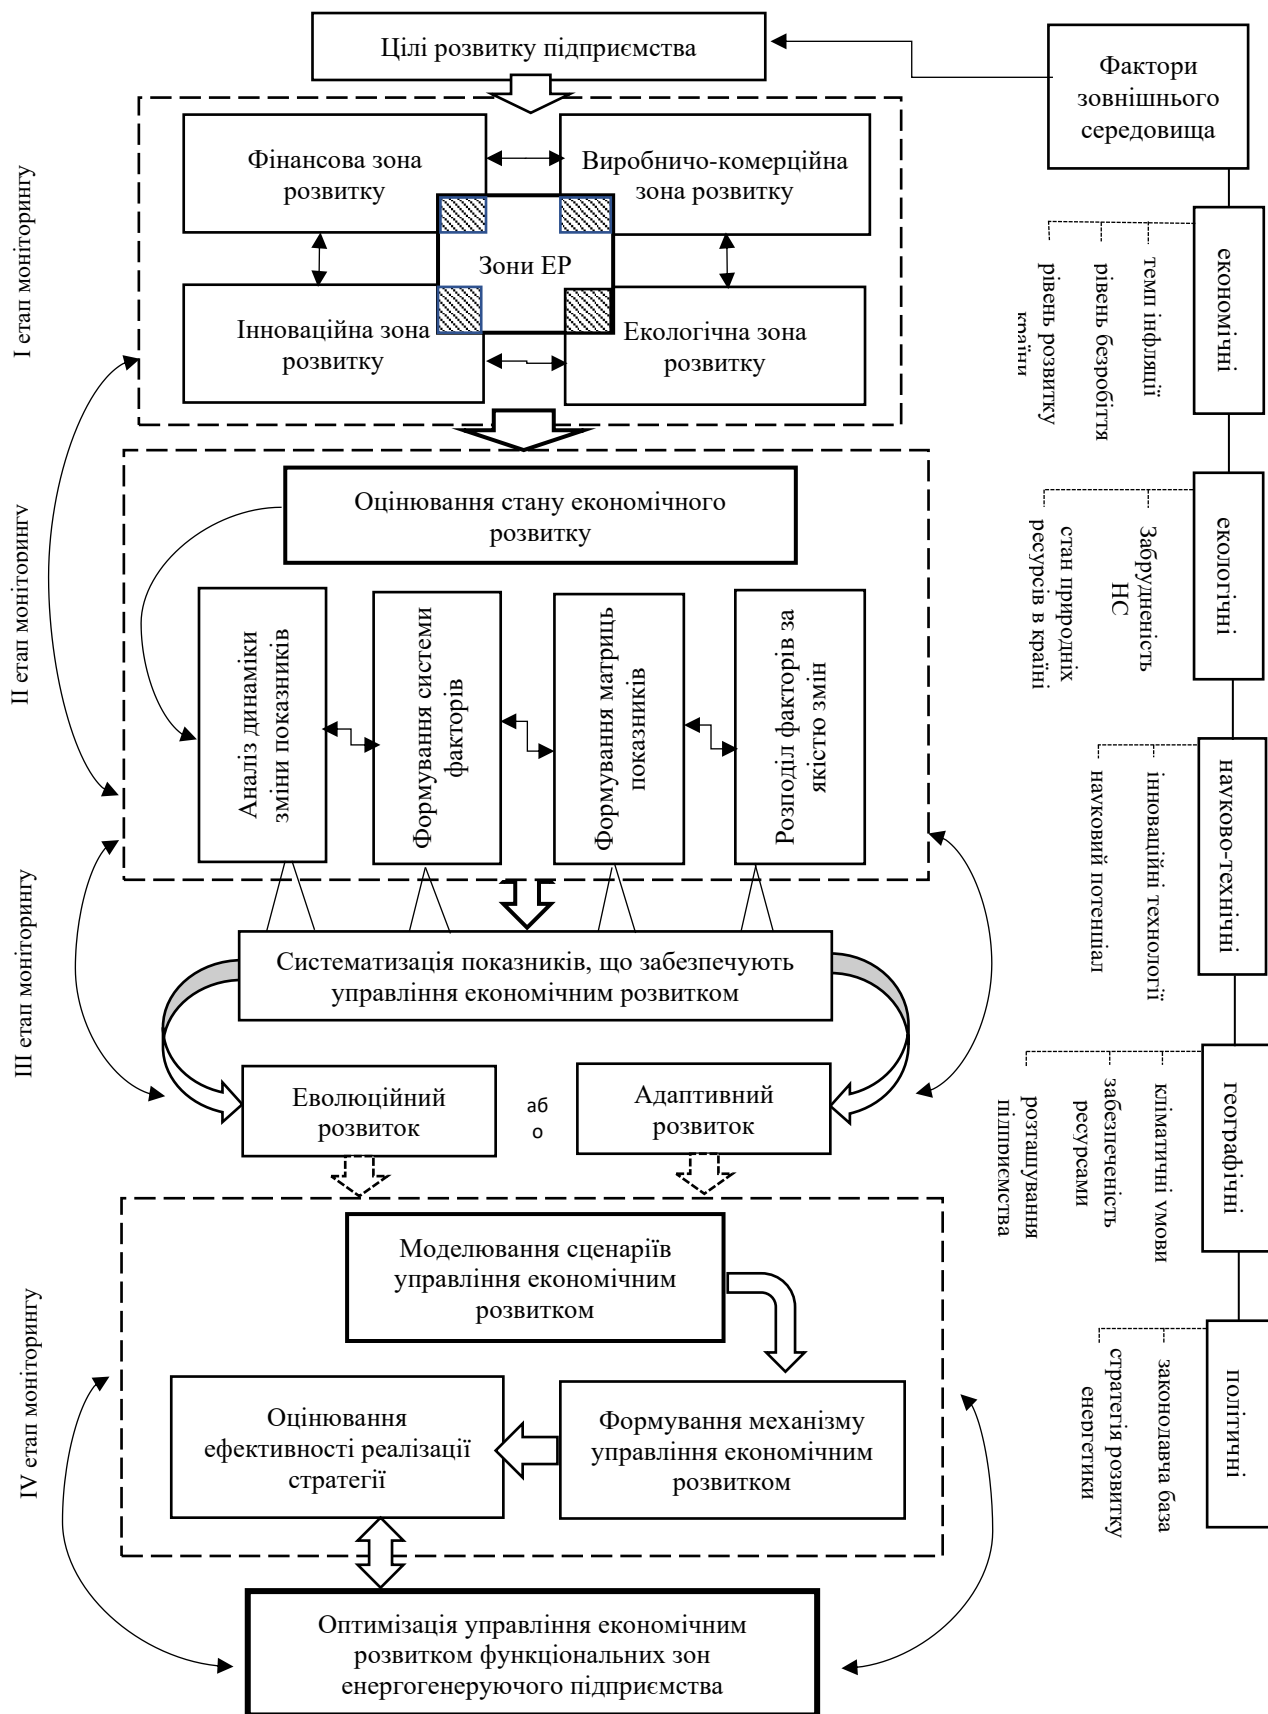 Цілі розвитку підприємства
Фактори
зовнішнього
середовища
I етап моніторингу
Фінансова зона
розвитку
Виробничо-комерційна
зона розвитку
Зони ЕР
Інноваційна зона
розвитку
Екологічна зона
розвитку
економічні
темп інфляції
рівень безробіття
рівень розвитку
країни
II етап моніторингу
Оцінювання стану економічного
розвитку
Аналіз динаміки
зміни показників
Формування системи
факторів
Формування матриць
показників
Розподіл факторів за
якістю змін
екологічні
Забрудненість
НС
стан природніх
ресурсів в країні
науково-технічні
інноваційні технології
науковий потенціал
III етап моніторингу
Систематизація показників, що забезпечують
управління економічним розвитком
Еволюційний
розвиток
аб
о
Адаптивний
розвиток
географічні
кліматичні умови
забезпеченість
ресурсами
розташування
підприємства
IV етап моніторингу
Моделювання сценаріїв
управління економічним
розвитком
Оцінювання
ефективності реалізації
стратегії
Формування механізму
управління економічним
розвитком
політичні
законодавча база
стратегія розвитку
енергетики
Оптимізація управління економічним
розвитком функціональних зон
енергогенеруючого підприємства